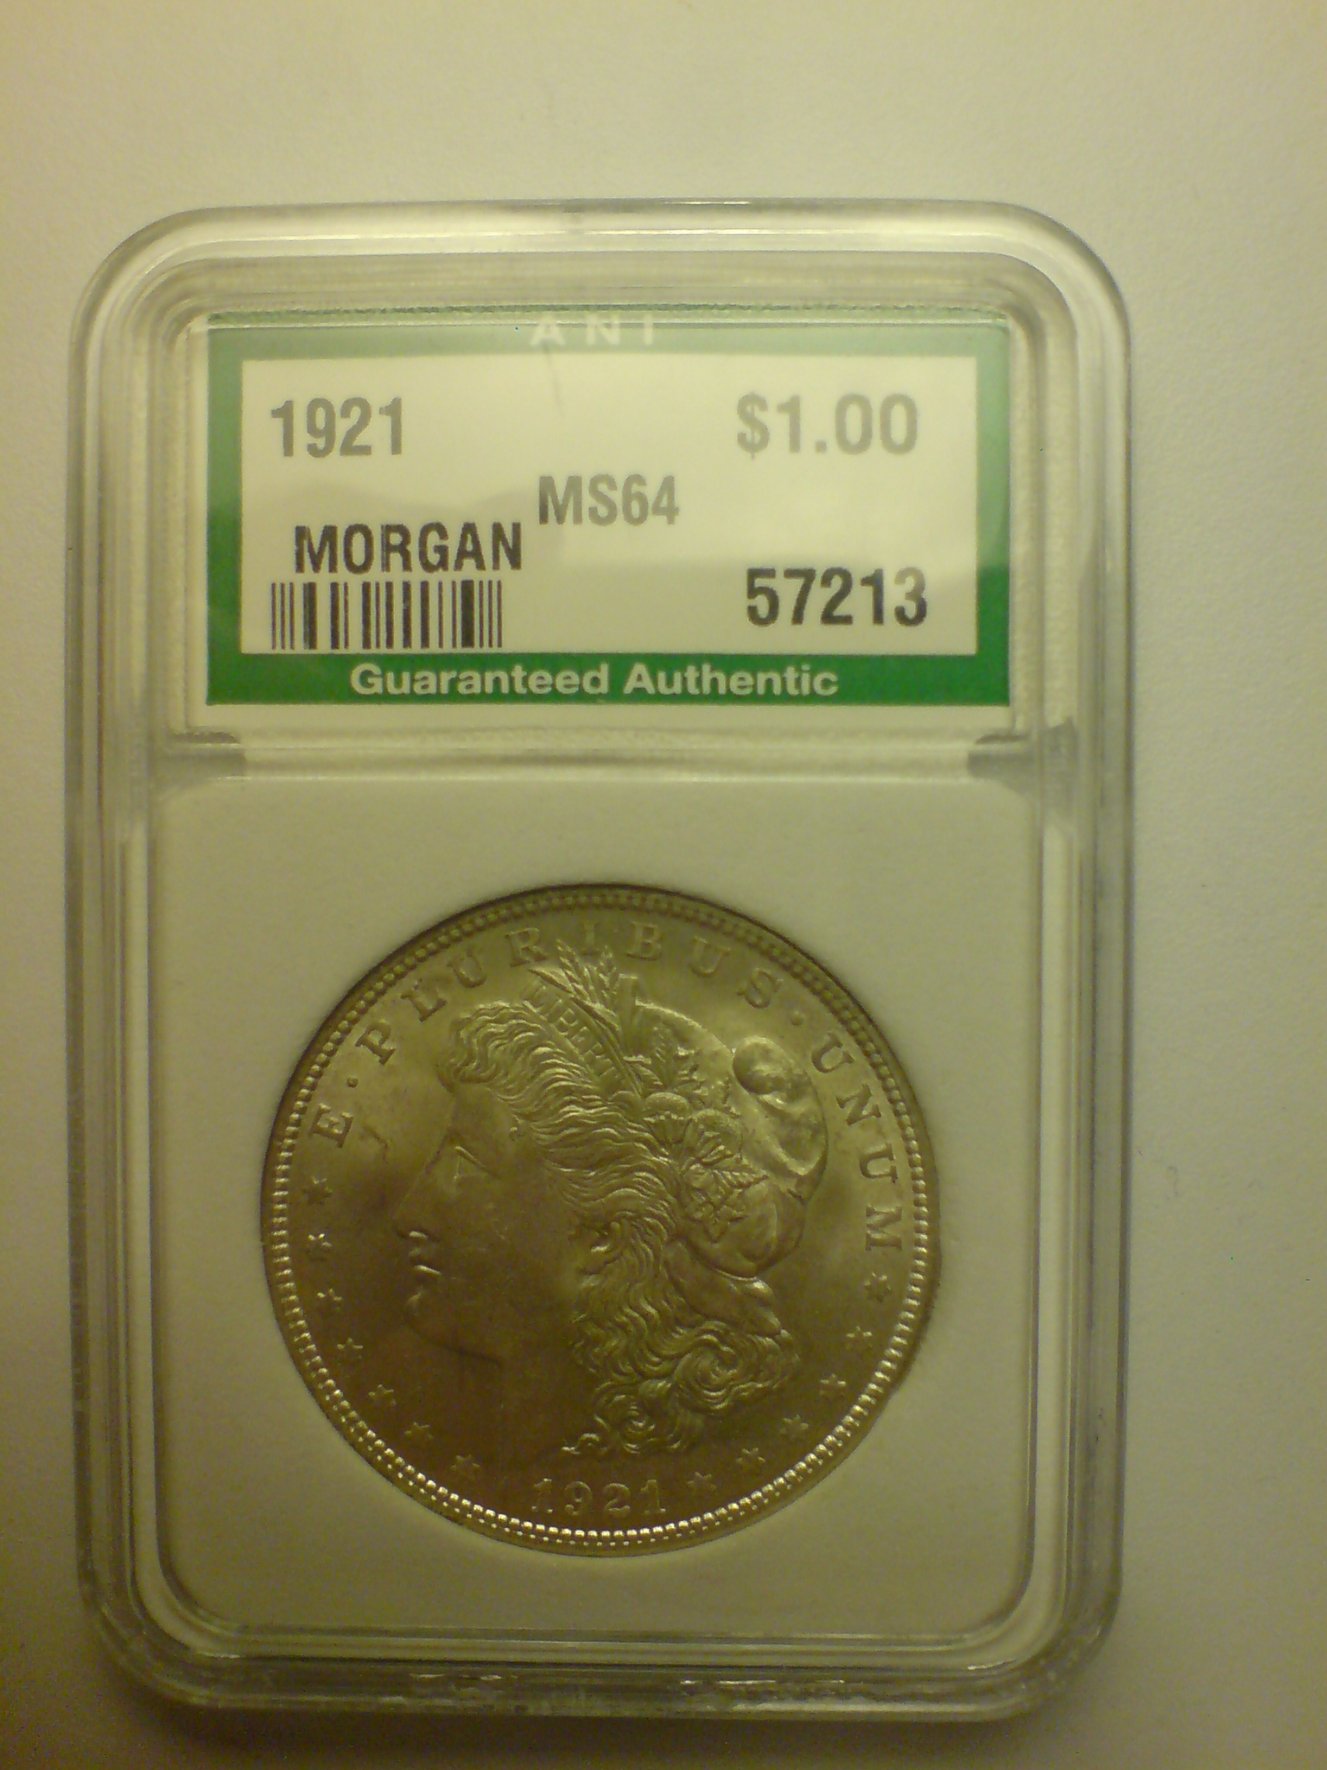 ANI
1921 $1.00
MS64
MORGAN
57213
Guaranteed Authentic
E·PLURIBUS·UNUM
LIBERTY
1921